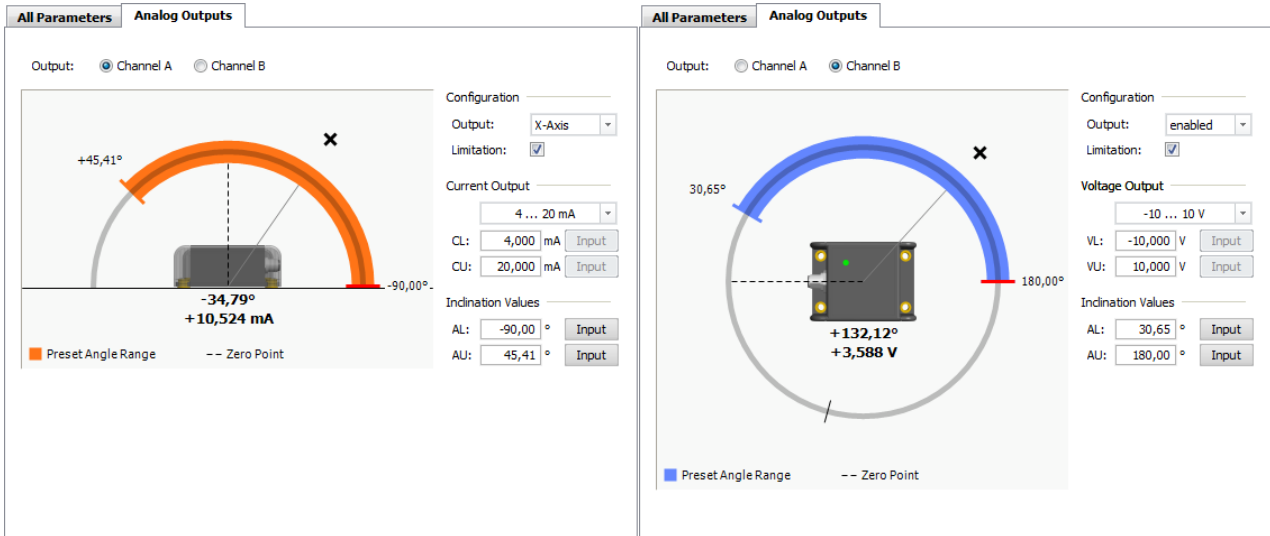 All Parameters Analog Outputs
Output: Channel A Channel B
Configuration
Output: X-Axis
Limitation:
+45,41°
Current Output
4 ... 20 mA
CL: 4,000 mA Input
CU: 20,000 mA Input
-90,00°
-34,79°
+10,524 mA
Inclination Values
AL: -90,00 ° Input
AU: 45,41 ° Input
Preset Angle Range -- Zero Point
All Parameters Analog Outputs
Output: Channel A Channel B
Configuration
Output: enabled
Limitation:
30,65°
Voltage Output
-10 ... 10 V
VL: -10,000 V Input
VU: 10,000 V Input
180,00°
+132,12°
+3,588 V
Inclination Values
AL: 30,65 ° Input
AU: 180,00 ° Input
Preset Angle Range -- Zero Point